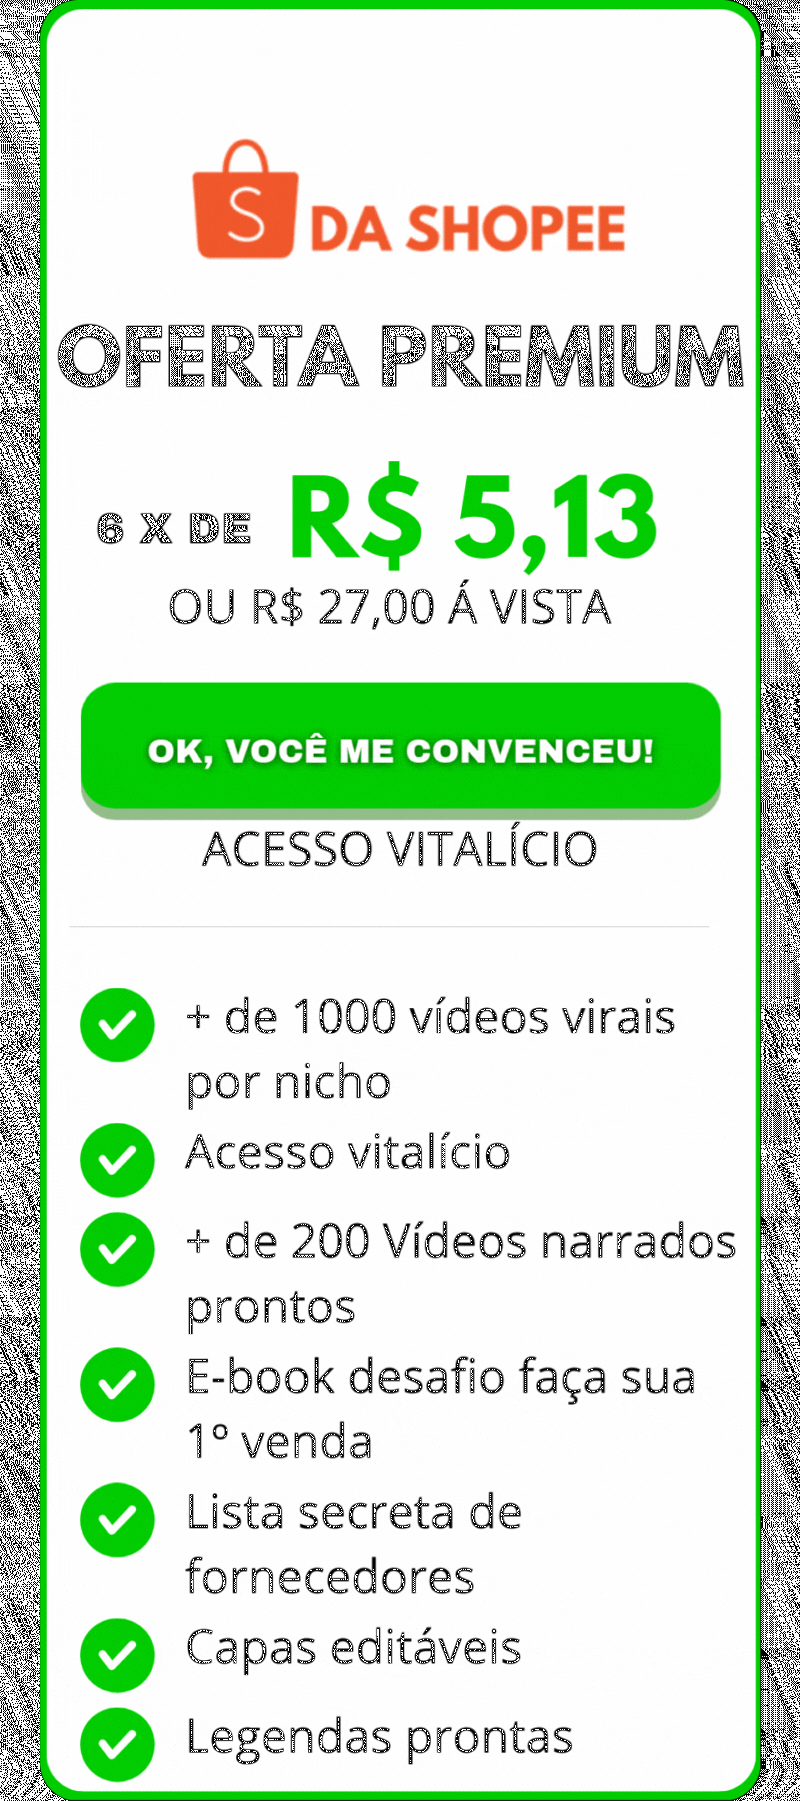 S DA SHOPEE
OFERTA PREMIUM
6 X DE R$ 5,13
OU R$ 27,00 Á VISTA
OK, VOCÊ ME CONVENCEU!
ACESSO VITALÍCIO
+ de 1000 vídeos virais
por nicho
Acesso vitalício
+ de 200 Vídeos narrados
prontos
E-book desafio faça sua
1º venda
Lista secreta de
fornecedores
Capas editáveis
Legendas prontas